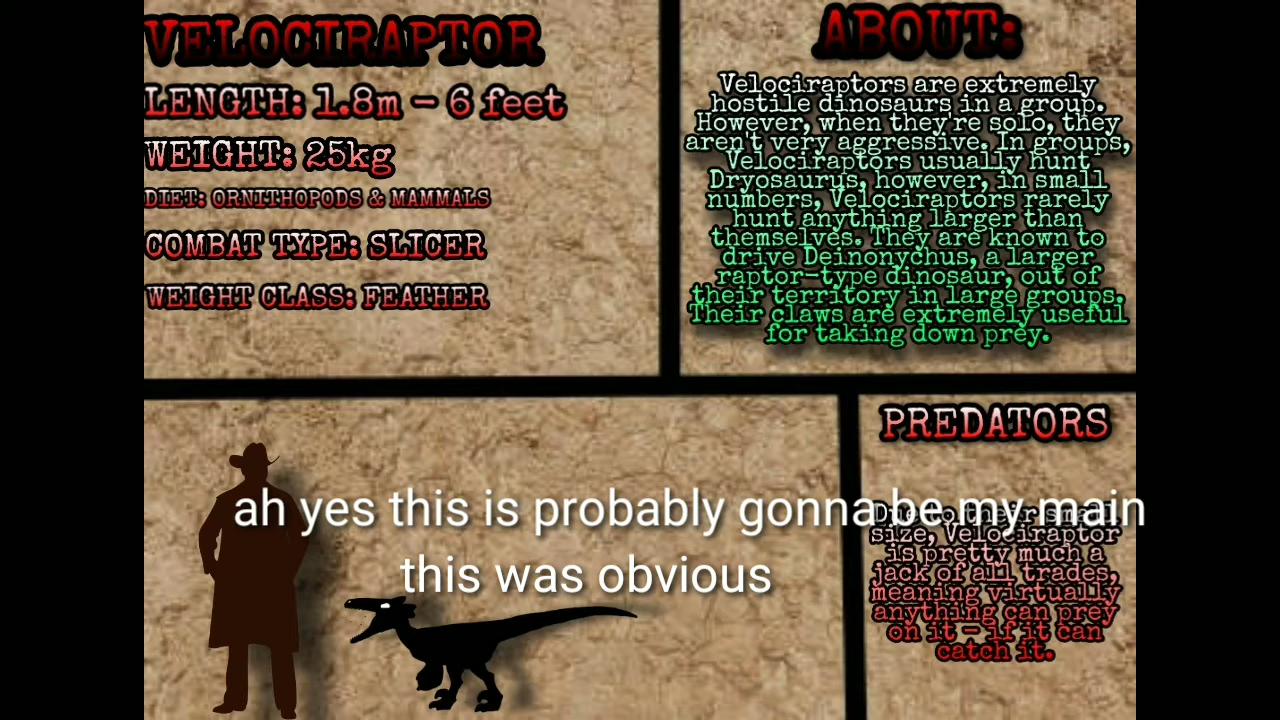 VELOCIRAPTOR
LENGTH: 1.8m - 6 feet
WEIGHT: 25kg
DIET: ORNITHOPODS & MAMMALS
COMBAT TYPE: SLICER
WEIGHT CLASS: FEATHER
ABOUT:
Velociraptors are extremely
hostile dinosaurs in a group.
However, when they're solo, they
aren't very aggressive. In groups,
Velociraptors usually hunt
Dryosaurus, however, in small
numbers, Velociraptors rarely
hunt anything larger than
themselves. They are known to
drive Deinonychus, a larger
raptor-type dinosaur, out of
their territory in large groups.
Their claws are extremely useful
for taking down prey.
ah yes this is probably gonna be my main
this was obvious
PREDATORS
Due to their small
size, Velociraptor
is pretty much a
jack of all trades,
meaning virtually
anything can prey
on it - if it can
catch it.